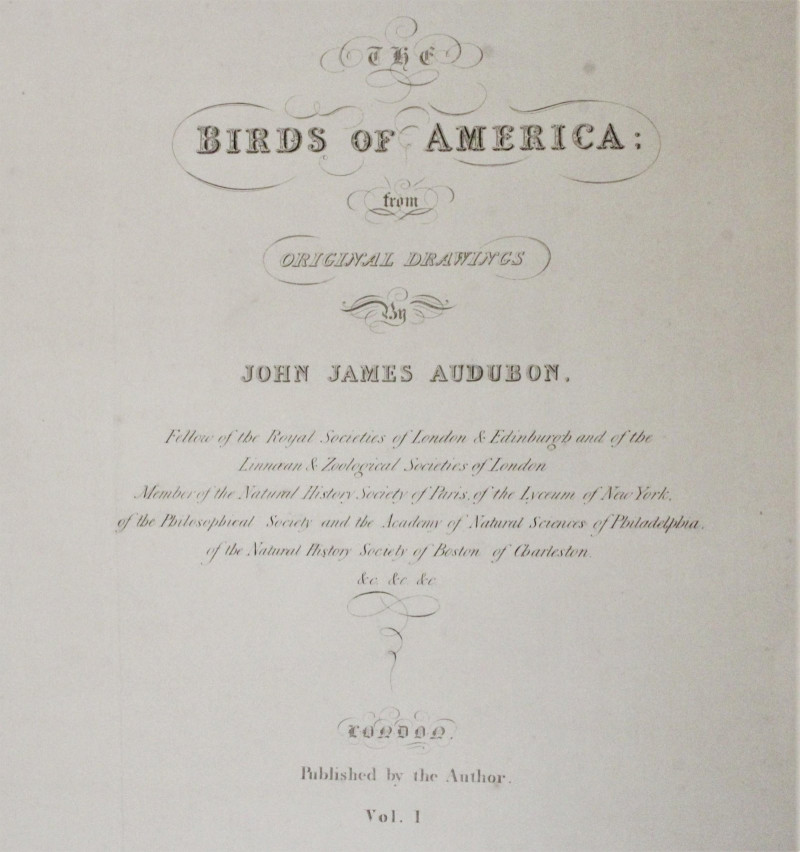 THE
BIRDS OF AMERICA:
from
ORIGINAL DRAWINGS
By
JOHN JAMES AUDUBON.
Fellow of the Royal Societies of London & Edinburgh and of the
Linnæan & Zoological Societies of London
Member of the Natural History Society of Paris, of the Lyceum of New York,
of the Philosophical Society and the Academy of Natural Sciences of Philadelphia,
of the Natural History Society of Boston of Charleston.
&c. &c. &c.
LONDON.
Published by the Author.
Vol. I